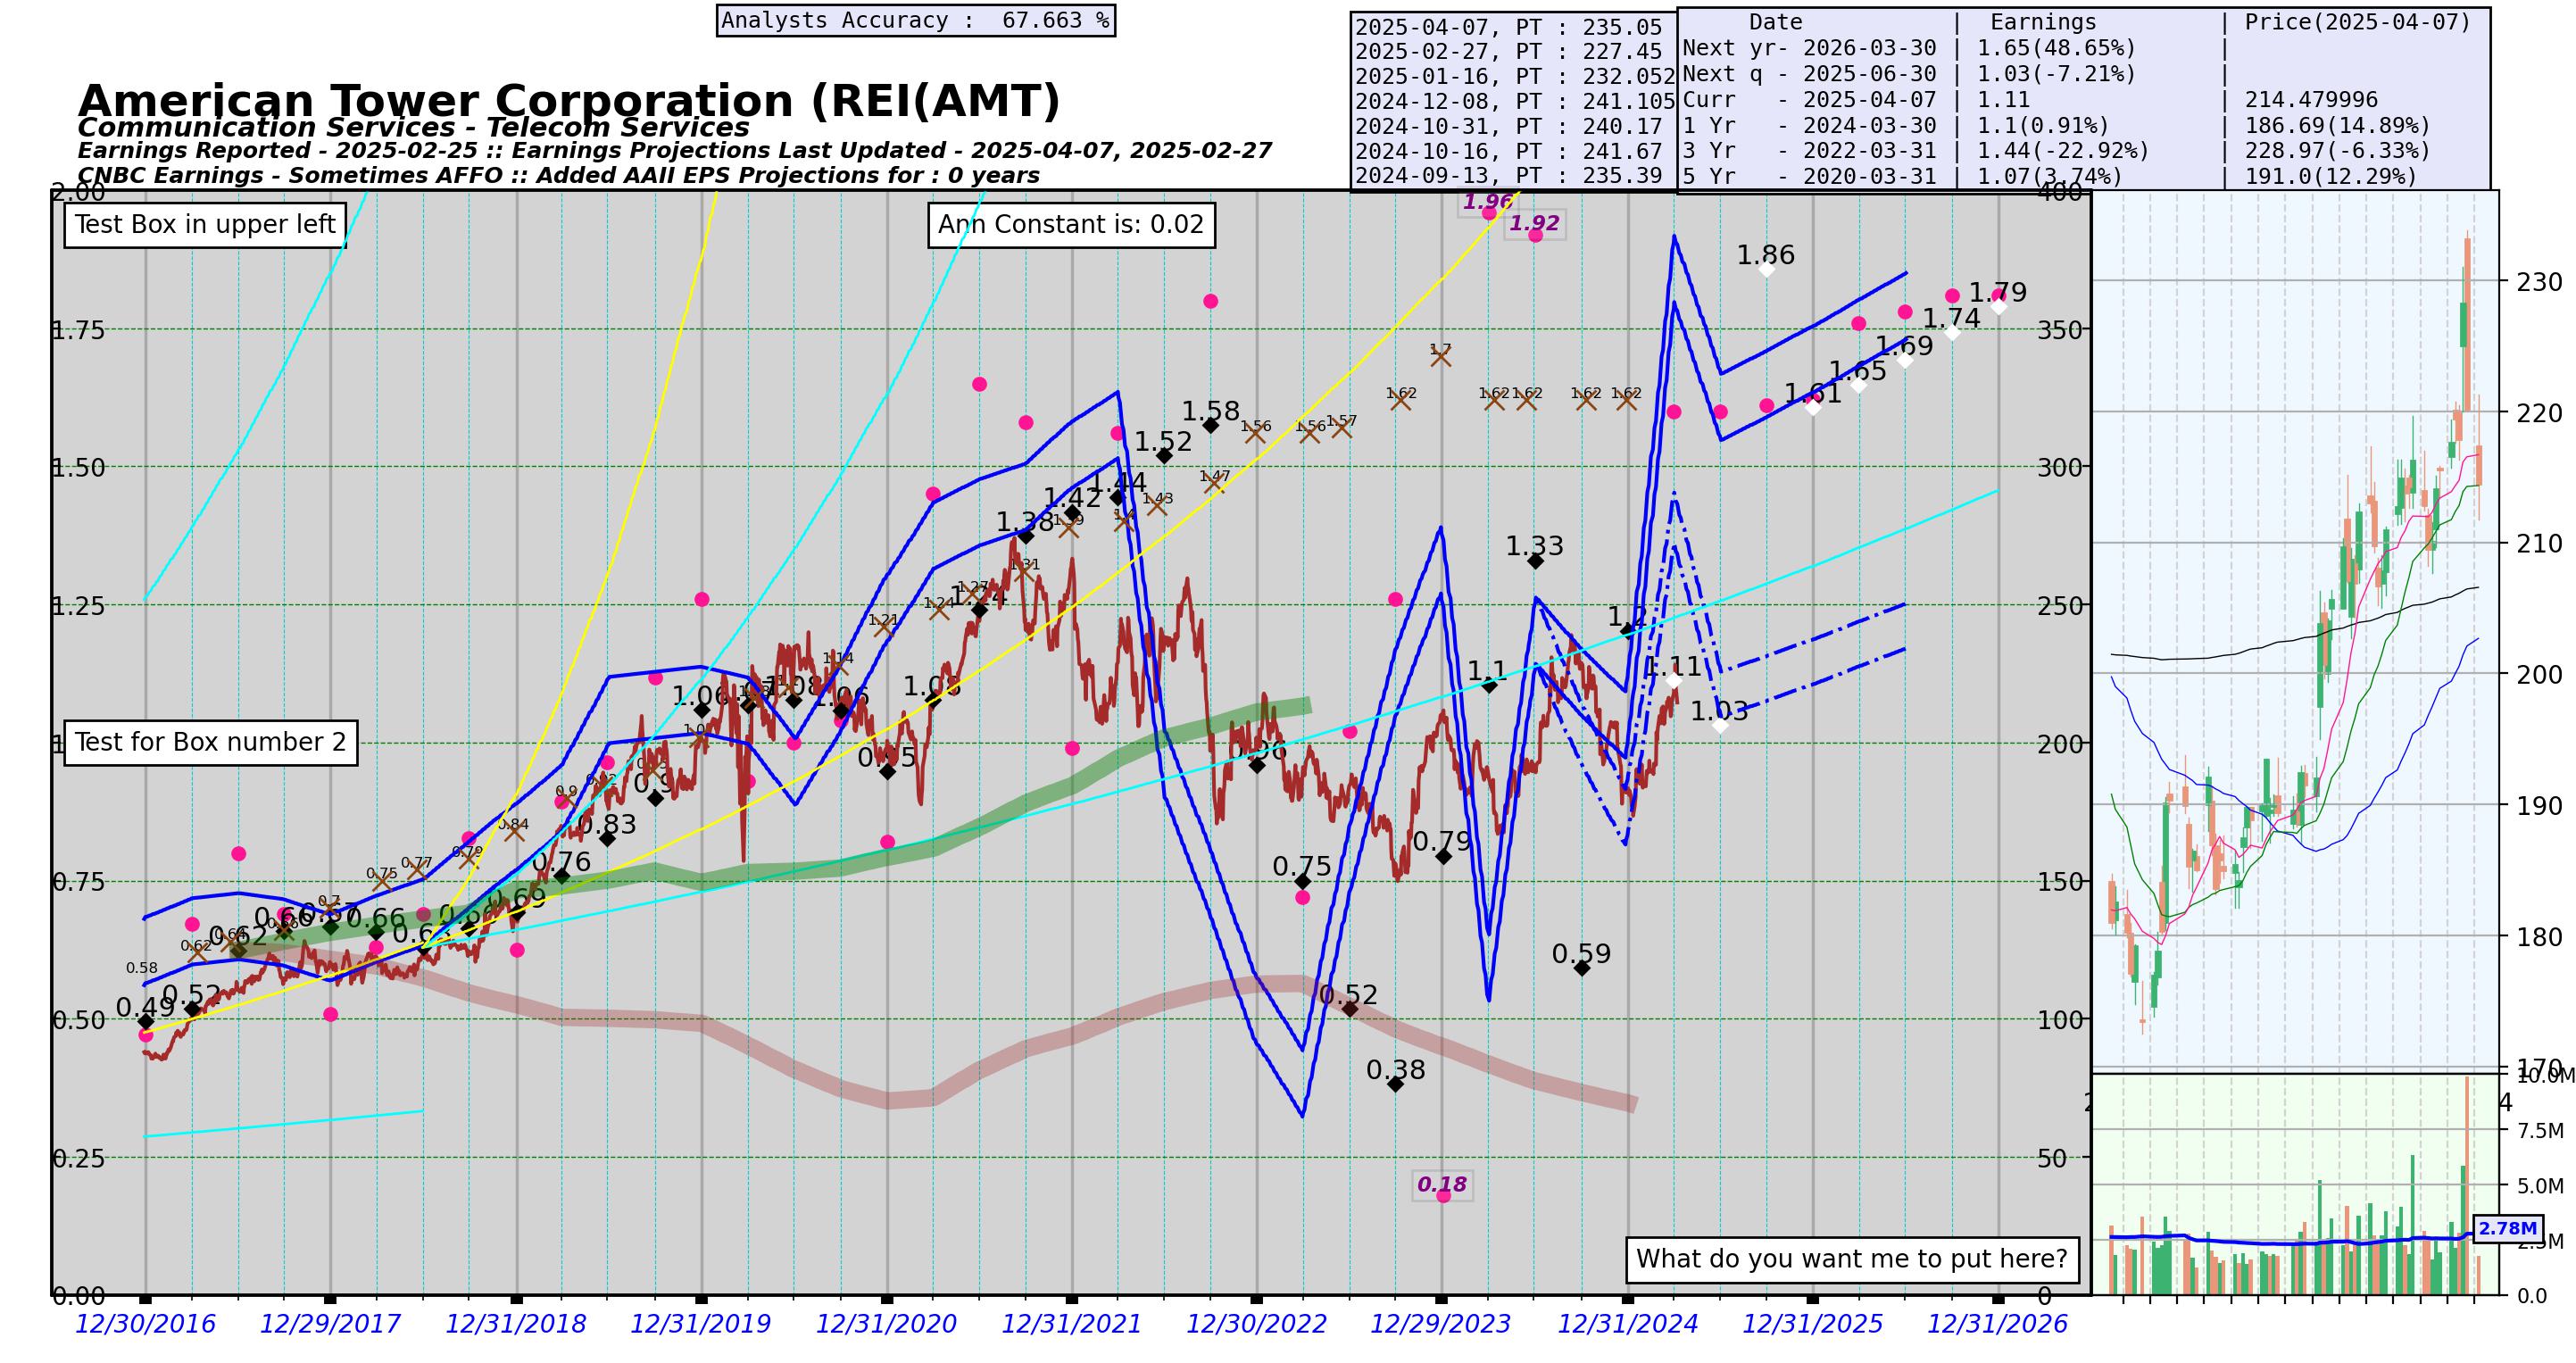 Analysts Accuracy :  67.663 %
2025-04-07, PT : 235.05
2025-02-27, PT : 227.45
2025-01-16, PT : 232.052
2024-12-08, PT : 241.105
2024-10-31, PT : 240.17
2024-10-16, PT : 241.67
2024-09-13, PT : 235.39
Date | Earnings | Price(2025-04-07)
Next yr- 2026-03-30 | 1.65(48.65%) |
Next q - 2025-06-30 | 1.03(-7.21%) |
Curr - 2025-04-07 | 1.11 | 214.479996
1 Yr - 2024-03-30 | 1.1(0.91%) | 186.69(14.89%)
3 Yr - 2022-03-31 | 1.44(-22.92%) | 228.97(-6.33%)
5 Yr - 2020-03-31 | 1.07(3.74%) | 191.0(12.29%)
American Tower Corporation (REI(AMT)
Communication Services - Telecom Services
Earnings Reported - 2025-02-25 :: Earnings Projections Last Updated - 2025-04-07, 2025-02-27
CNBC Earnings - Sometimes AFFO :: Added AAII EPS Projections for : 0 years
Test Box in upper left
Ann Constant is: 0.02
Test for Box number 2
What do you want me to put here?
2.00
1.75
1.50
1.25
0.75
0.50
0.25
0.00
400
350
300
250
200
150
100
50
0
1.96
1.92
0.18
1.86
1.79
1.74
1.69
1.65
1.61
1.7
1.62 1.62 1.62 1.62 1.62
1.56 1.56 1.57
1.58
1.52
1.47
1.44
1.43
1.42
1.38
1.31
1.27
1.24
1.21
1.14
1.33
1.2
1.11
1.1
1.03
1.06
1.08
0.95
0.96
0.9
0.9
0.84
0.83
0.79
0.79
0.77
0.76
0.75
0.75
0.7
0.69
0.66
0.62
0.62
0.59
0.58
0.52
0.52
0.49
0.38
230
220
210
200
190
180
170
10.0M
7.5M
5.0M
2.78M
0.0
12/30/2016 12/29/2017 12/31/2018 12/31/2019 12/31/2020 12/31/2021 12/30/2022 12/29/2023 12/31/2024 12/31/2025 12/31/2026